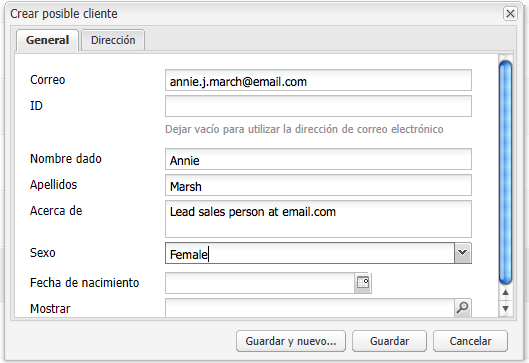 Crear posible cliente
General Dirección
Correo annie.j.march@email.com
ID
Dejar vacío para utilizar la dirección de correo electrónico
Nombre dado Annie
Apellidos Marsh
Acerca de Lead sales person at email.com
Sexo Female
Fecha de nacimiento
Mostrar
Guardar y nuevo... Guardar Cancelar